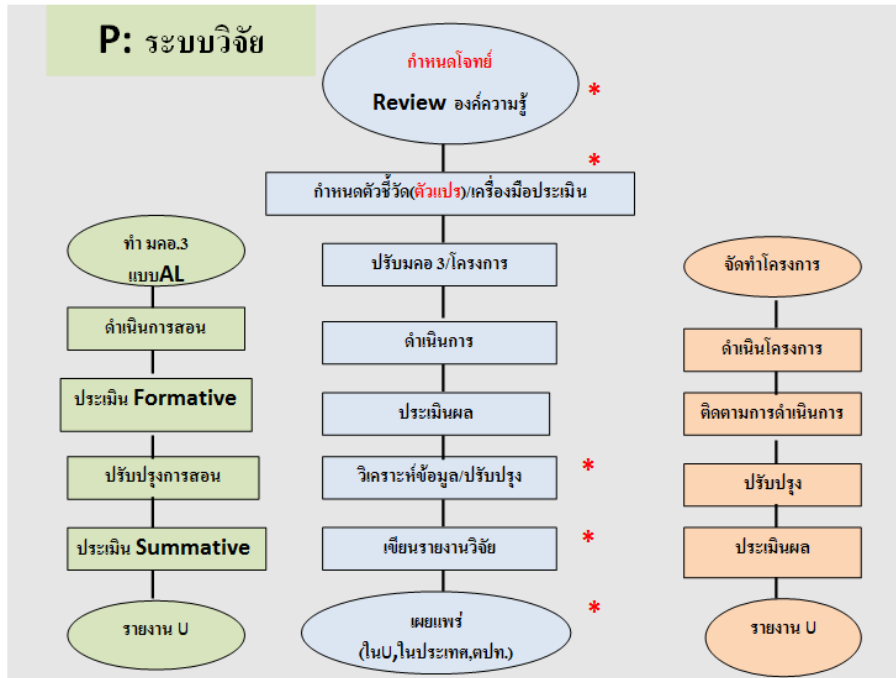 P: ระบบวิจัย
กำหนดโจทย์
Review องค์ความรู้
*
*
กำหนดตัวชี้วัด(ตัวแปร)/เครื่องมือประเมิน
ปรับมคอ 3/โครงการ
ดำเนินการ
ประเมินผล
วิเคราะห์ข้อมูล/ปรับปรุง
*
เขียนรายงานวิจัย
*
เผยแพร่
(ในU,ในประเทศ,ตปท.)
*
ทำ มคอ.3
แบบAL
ดำเนินการสอน
ประเมิน Formative
ปรับปรุงการสอน
ประเมิน Summative
รายงาน U
จัดทำโครงการ
ดำเนินโครงการ
ติดตามการดำเนินการ
ปรับปรุง
ประเมินผล
รายงาน U